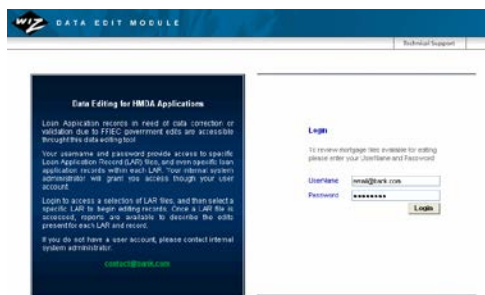 WIZ DATA EDIT MODULE
Technical Support
Data Editing for HMDA Applications
Loan Application records in need of data correction or
validation due to FFIEC government edits are accessible
throughout this data editing tool
Your username and password provide access to specific
Loan Application Record (LAR) files, and even specific loan
application records within each LAR. Your internal system
administrator will grant you access though your user
account.
Login to access a selection of LAR files, and then select a
specific LAR to begin editing records. Once a LAR file is
accessed, reports are available to describe the edits
present for each LAR and record.
If you do not have a user account, please contact internal
system administrator.
contact@bank.com
Login
To review mortgage files available for editing
please enter your UserName and Password
UserName email@bank.com
Password ••••••••
Login